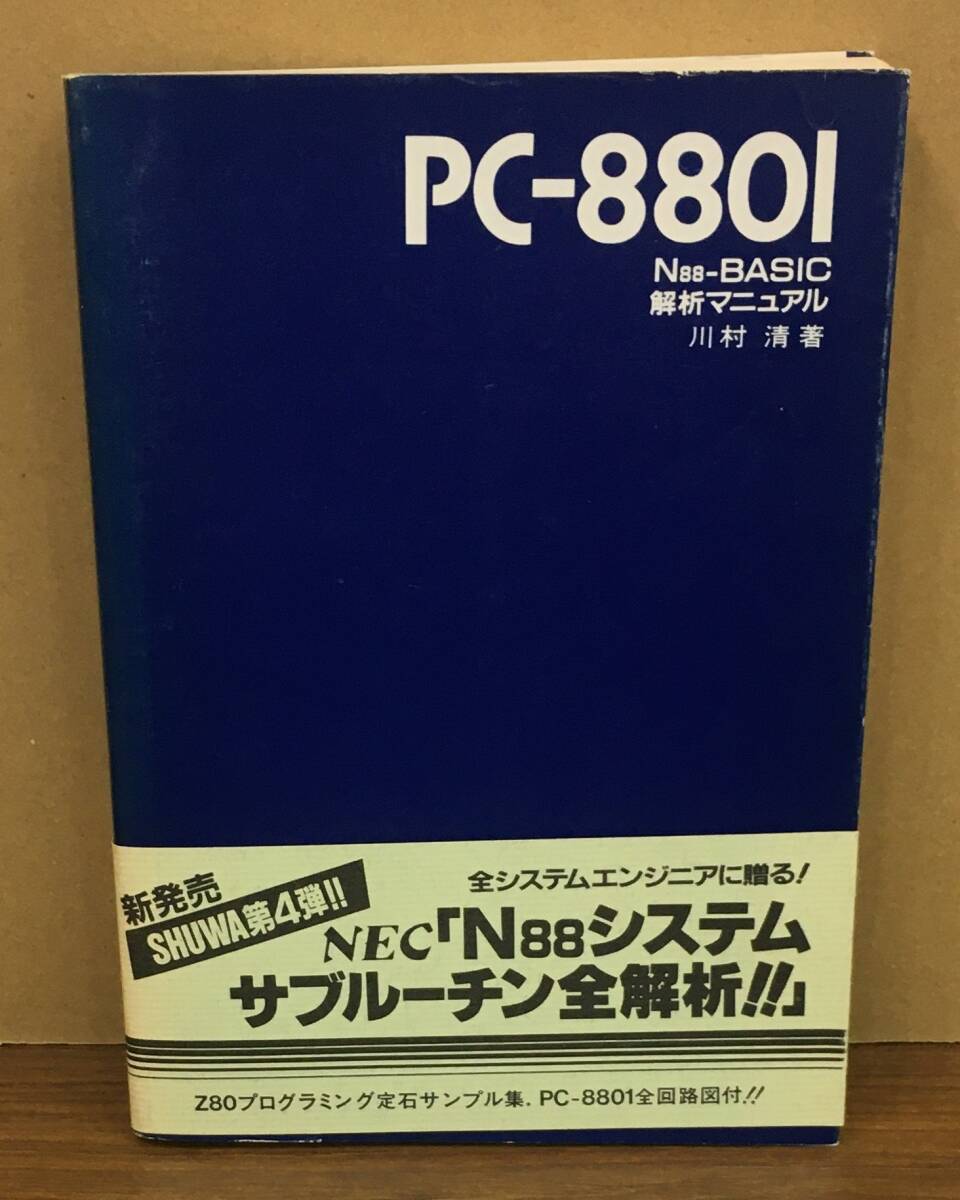 PC-8801
N88-BASIC
解析マニュアル
川村 清著
新発売
SHUWA第4弾!!
全システムエンジニアに贈る!
NEC「N88システム
サブルーチン全解析!!」
Z80プログラミング定石サンプル集. PC-8801全回路図付!!